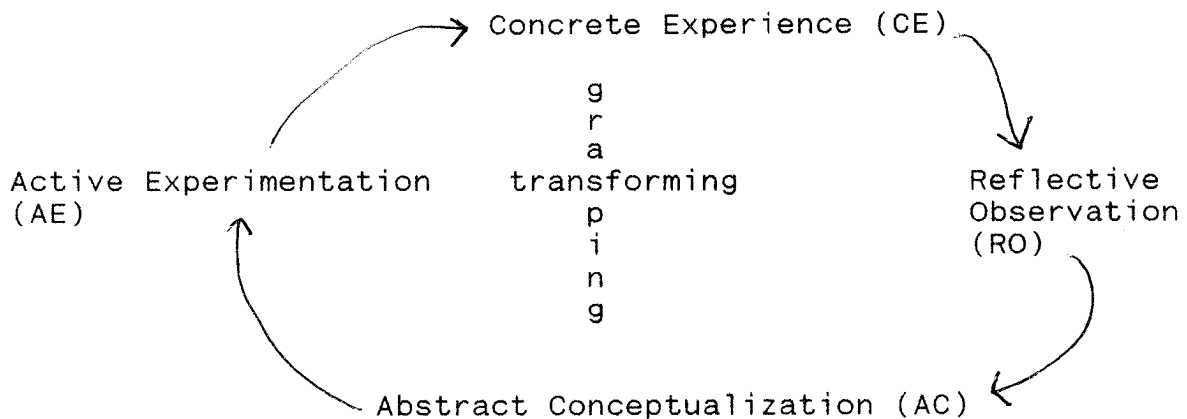 Concrete Experience (CE)
g
r
a
Active Experimentation transforming Reflective
(AE) p Observation
i (RO)
n
g
Abstract Conceptualization (AC)